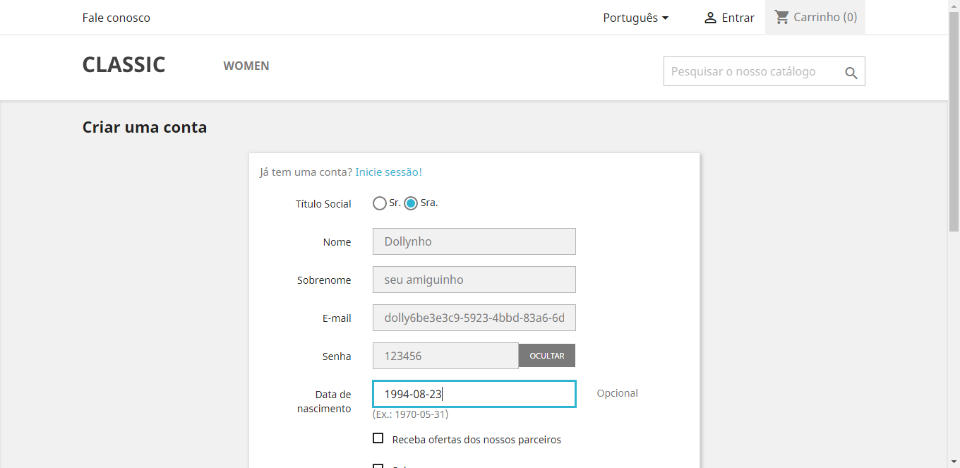 Fale conosco
Português
Entrar
Carrinho (0)
CLASSIC
WOMEN
Pesquisar o nosso catálogo
Criar uma conta
Já tem uma conta? Inicie sessão!
Título Social
Sr.
Sra.
Nome
Dollynho
Sobrenome
seu amiguinho
E-mail
dolly6be3e3c9-5923-4bbd-83a6-6d
Senha
123456
OCULTAR
Data de
nascimento
1994-08-23
Opcional
(Ex.: 1970-05-31)
Receba ofertas dos nossos parceiros